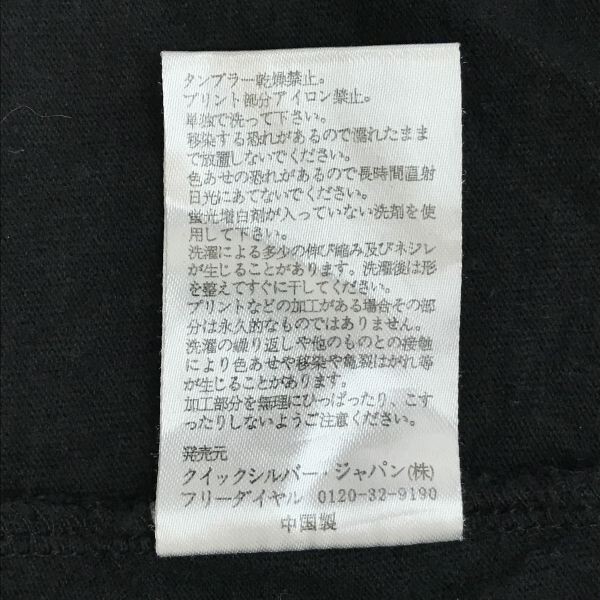 タンブラー乾燥禁止。
プリント部分アイロン禁止。
単独で洗って下さい。
移染する恐れがあるので濡れたまま
で放置しないでください。
色あせの恐れがあるので長時間直射
日光にあてないでください。
蛍光増白剤が入っていない洗剤を使
用して下さい。
洗濯による多少の伸び縮み及びネジレ
が生じることがあります。洗濯後は形
を整えてすぐに干してください。
プリントなどの加工がある場合その部
分は永久的なものではありません。
洗濯の繰り返しや他のものとの接触
により色あせや移染や亀裂はがれ等
が生じることがあります。
加工部分を無理にひっぱったり、こす
ったりしないようご注意ください。
発売元
クイックシルバー・ジャパン(株)
フリーダイヤル 0120-32-9190
中国製